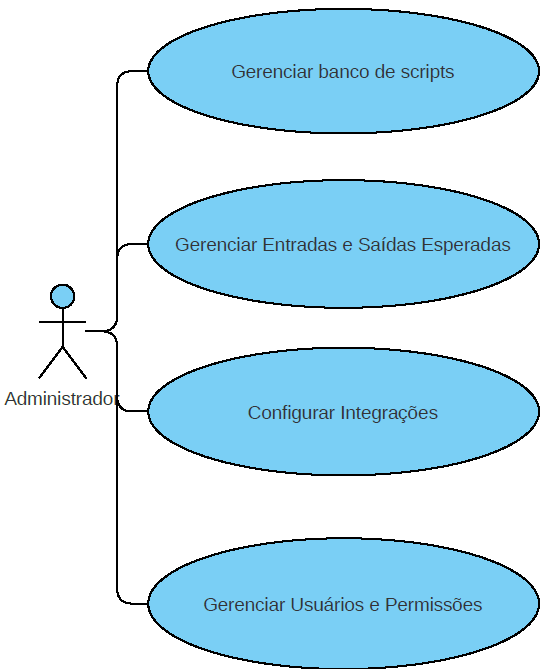 Gerenciar banco de scripts
Gerenciar Entradas e Saídas Esperadas
Administrador
Configurar Integrações
Gerenciar Usuários e Permissões